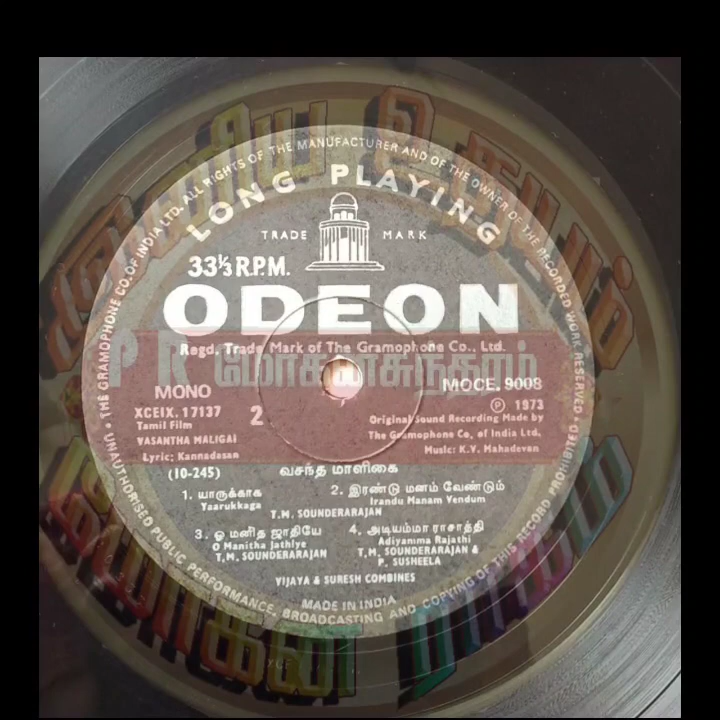 UNAUTHORISED PUBLIC PERFORMANCE, BROADCASTING AND COPYING OF THIS RECORD PROHIBITED • THE GRAMOPHONE CO. OF INDIA LTD. ALL RIGHTS OF THE MANUFACTURER AND OF THE OWNER OF THE RECORDED WORK RESERVED •
LONG PLAYING
TRADE MARK
33⅓ R.P.M.
ODEON
Regd. Trade Mark of The Gramophone Co., Ltd.
P R மோகனசுந்தரம்
MONO
MOCE. 9008
XCEIX. 17137
2
Ⓟ 1973
Tamil Film
VASANTHA MALIGAI
Lyric: Kannadasan
Original Sound Recording Made by
The Gramophone Co, of India Ltd.
Music: K.V. Mahadevan
(10-245) வசந்த மாளிகை
1. யாருக்காக
Yaarukkaga
2. இரண்டு மனம் வேண்டும்
Irandu Manam Vendum
T.M. SOUNDERARAJAN
3. ஓ மனித ஜாதியே
O Manitha Jathiye
T.M. SOUNDERARAJAN
4. அடியம்மா ராசாத்தி
Adiyamma Rajathi
T.M. SOUNDERARAJAN &
P. SUSHEELA
VIJAYA & SURESH COMBINES
MADE IN INDIA
இனிய உதயம்
மோகன ராகம்